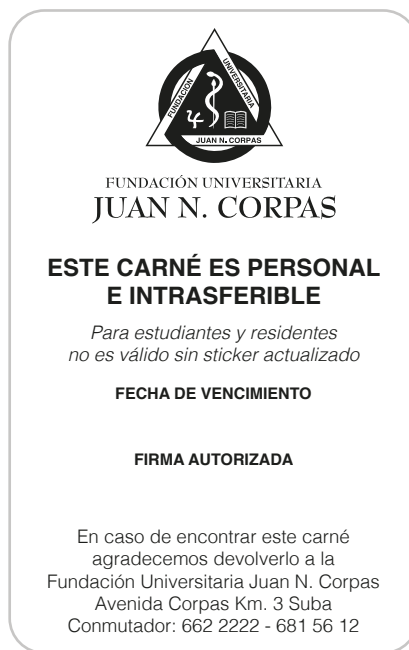 FUNDACIÓN
UNIVERSITARIA
JUAN N. CORPAS
FUNDACIÓN UNIVERSITARIA
JUAN N. CORPAS
ESTE CARNÉ ES PERSONAL
E INTRASFERIBLE
Para estudiantes y residentes
no es válido sin sticker actualizado
FECHA DE VENCIMIENTO
FIRMA AUTORIZADA
En caso de encontrar este carné
agradecemos devolverlo a la
Fundación Universitaria Juan N. Corpas
Avenida Corpas Km. 3 Suba
Conmutador: 662 2222 - 681 56 12